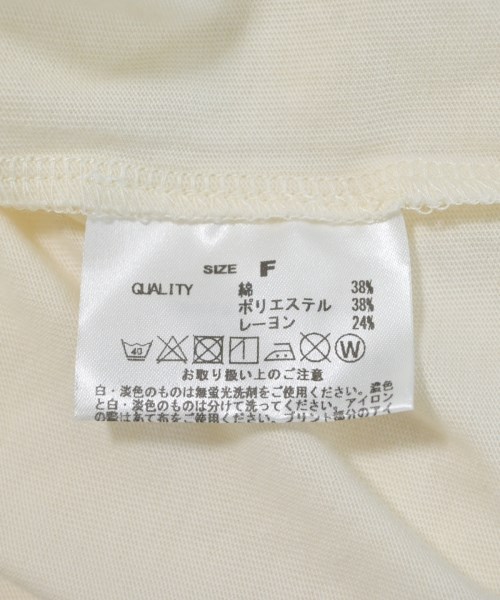 SIZE F
QUALITY 綿 38%
ポリエステル 38%
レーヨン 24%
40 W
お取り扱い上のご注意
白・淡色のものは無蛍光洗剤をご使用ください。濃色
と白・淡色のものは分けて洗ってください。アイロン
の際はあて布をご使用ください。プリント部分のアイ